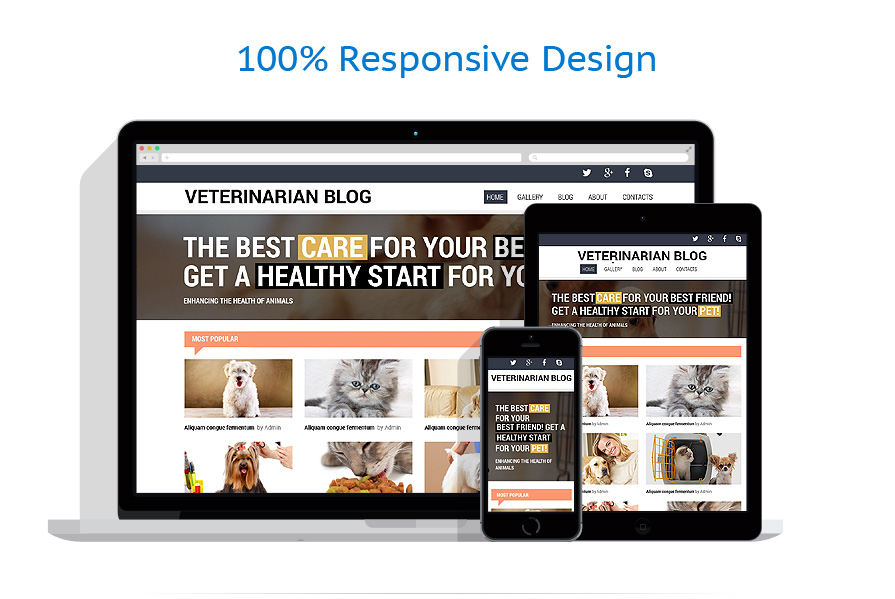 100% Responsive Design
VETERINARIAN BLOG
HOME GALLERY BLOG ABOUT CONTACTS
THE BEST CARE FOR YOUR BE
GET A HEALTHY START FOR YO
ENHANCING THE HEALTH OF ANIMALS
MOST POPULAR
Aliquam congue fermentum by Admin
Aliquam congue fermentum by Admin
Aliquam
VETERINARIAN BLOG
HOME GALLERY BLOG ABOUT CONTACTS
THE BEST CARE FOR YOUR BEST FRIEND!
GET A HEALTHY START FOR YOUR PET!
ENHANCING THE HEALTH OF ANIMALS
by Admin
Aliquam congue fermentum by Admin
by Admin
Aliquam congue fermentum by Admin
VETERINARIAN BLOG
THE BEST CARE
FOR YOUR
BEST FRIEND! GET A
HEALTHY START
FOR YOUR PET!
ENHANCING THE HEALTH OF
ANIMALS
MOST POPULAR